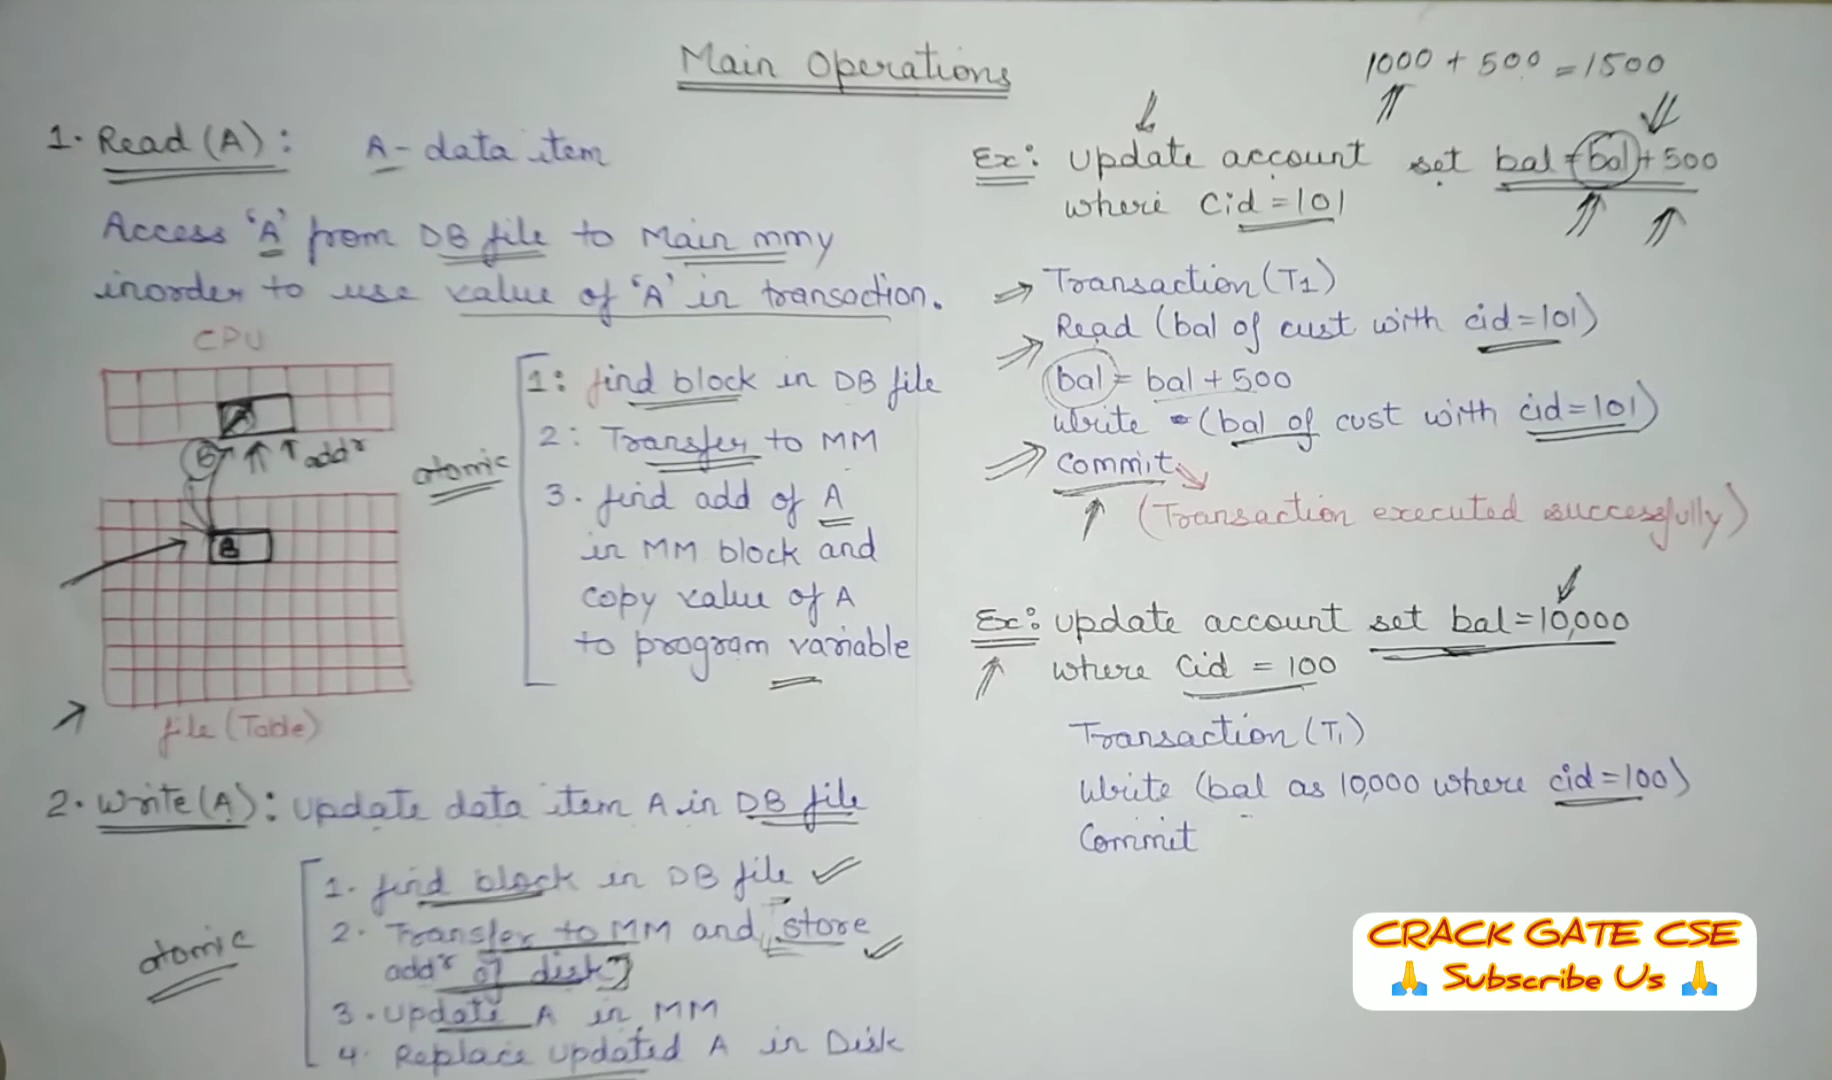 Main Operations
1. Read (A): A - data item
Access 'A' from DB file to Main mmy
inorder to use value of 'A' in transaction.
CPU
A
B
addr
B
file (Table)
atomic
1: find block in DB file
2: Transfer to MM
3. find add of A
in MM block and
copy value of A
to program variable
2. Write(A): Update data item A in DB file
atomic
1. find block in DB file
2. Transfer to MM and store
addr of disk
3. Update A in MM
4. Replace updated A in Disk
1000 + 500 = 1500
Ex: Update account set bal = bal + 500
where Cid = 101
Transaction (T1)
Read (bal of cust with cid = 101)
bal = bal + 500
Write (bal of cust with cid = 101)
Commit
(Transaction executed successfully)
Ex: update account set bal = 10,000
where Cid = 100
Transaction (T1)
Write (bal as 10,000 where cid = 100)
Commit
CRACK GATE CSE
🙏 Subscribe Us 🙏